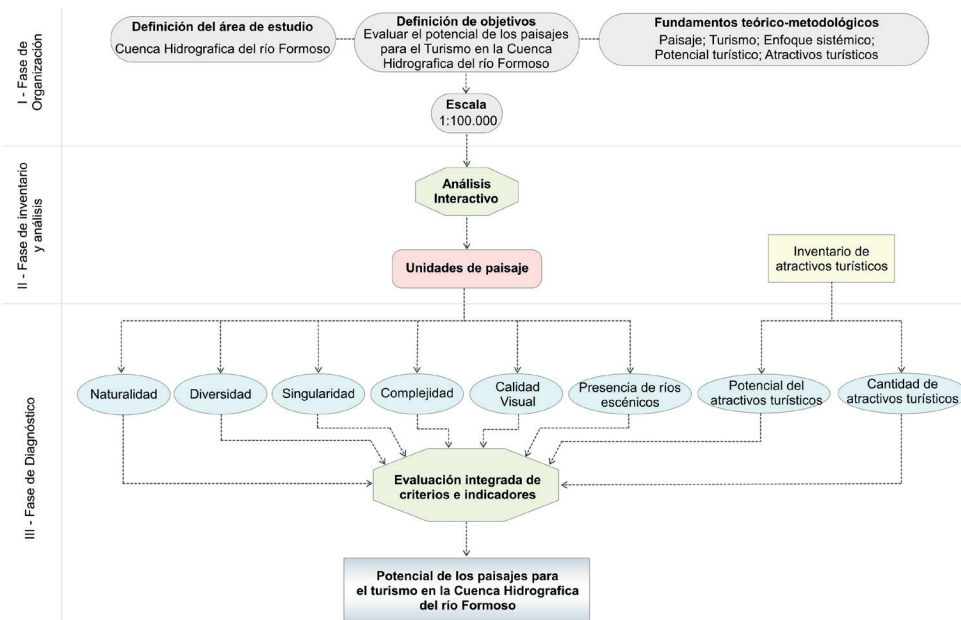 I - Fase de
Organización
Definición del área de estudio
Cuenca Hidrografica del río Formoso
Definición de objetivos
Evaluar el potencial de los paisajes
para el Turismo en la Cuenca
Hidrografica del río Formoso
Fundamentos teórico-metodológicos
Paisaje; Turismo; Enfoque sistémico;
Potencial turístico; Atractivos turísticos
Escala
1:100.000
II - Fase de inventario
y análisis
Análisis
Interactivo
Unidades de paisaje
Inventario de
atractivos turísticos
III - Fase de Diagnóstico
Naturalidad
Diversidad
Singularidad
Complejidad
Calidad
Visual
Presencia de ríos
escénicos
Potencial del
atractivos turísticos
Cantidad de
atractivos turísticos
Evaluación integrada de
criterios e indicadores
Potencial de los paisajes para
el turismo en la Cuenca Hidrografica
del río Formoso